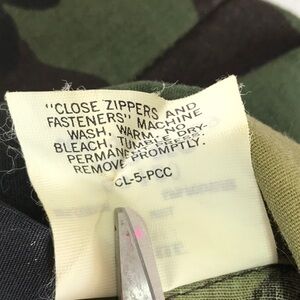 "CLOSE ZIPPERS AND
FASTENERS" MACHINE
WASH, WARM, NO
BLEACH, TUMBLE DRY-
PERMANENT PRESS.
REMOVE PROMPTLY.
CL-5-PCC